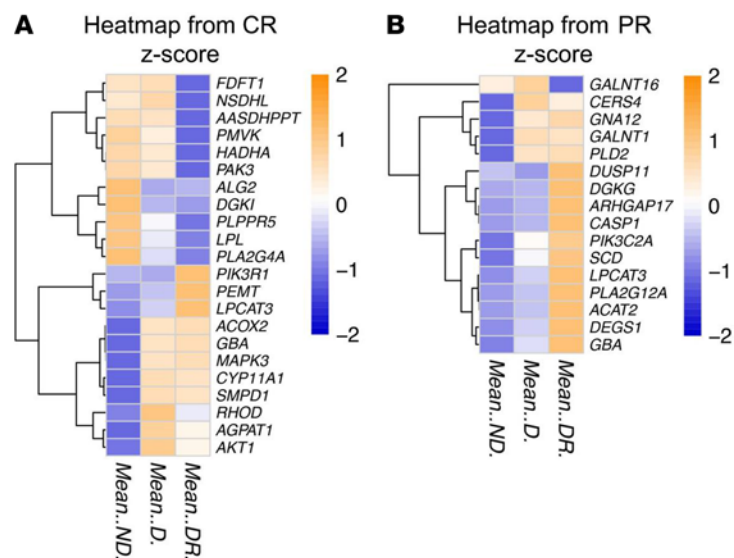 A
Heatmap from CR
z-score
FDFT1
NSDHL
AASDHPPT
PMVK
HADHA
PAK3
ALG2
DGKI
PLPPR5
LPL
PLA2G4A
PIK3R1
PEMT
LPCAT3
ACOX2
GBA
MAPK3
CYP11A1
SMPD1
RHOD
AGPAT1
AKT1
2
1
0
−1
−2
Mean..ND.
Mean..D.
Mean..DR.
B
Heatmap from PR
z-score
GALNT16
CERS4
GNA12
GALNT1
PLD2
DUSP11
DGKG
ARHGAP17
CASP1
PIK3C2A
SCD
LPCAT3
PLA2G12A
ACAT2
DEGS1
GBA
2
1
0
−1
−2
Mean..ND.
Mean..D.
Mean..DR.